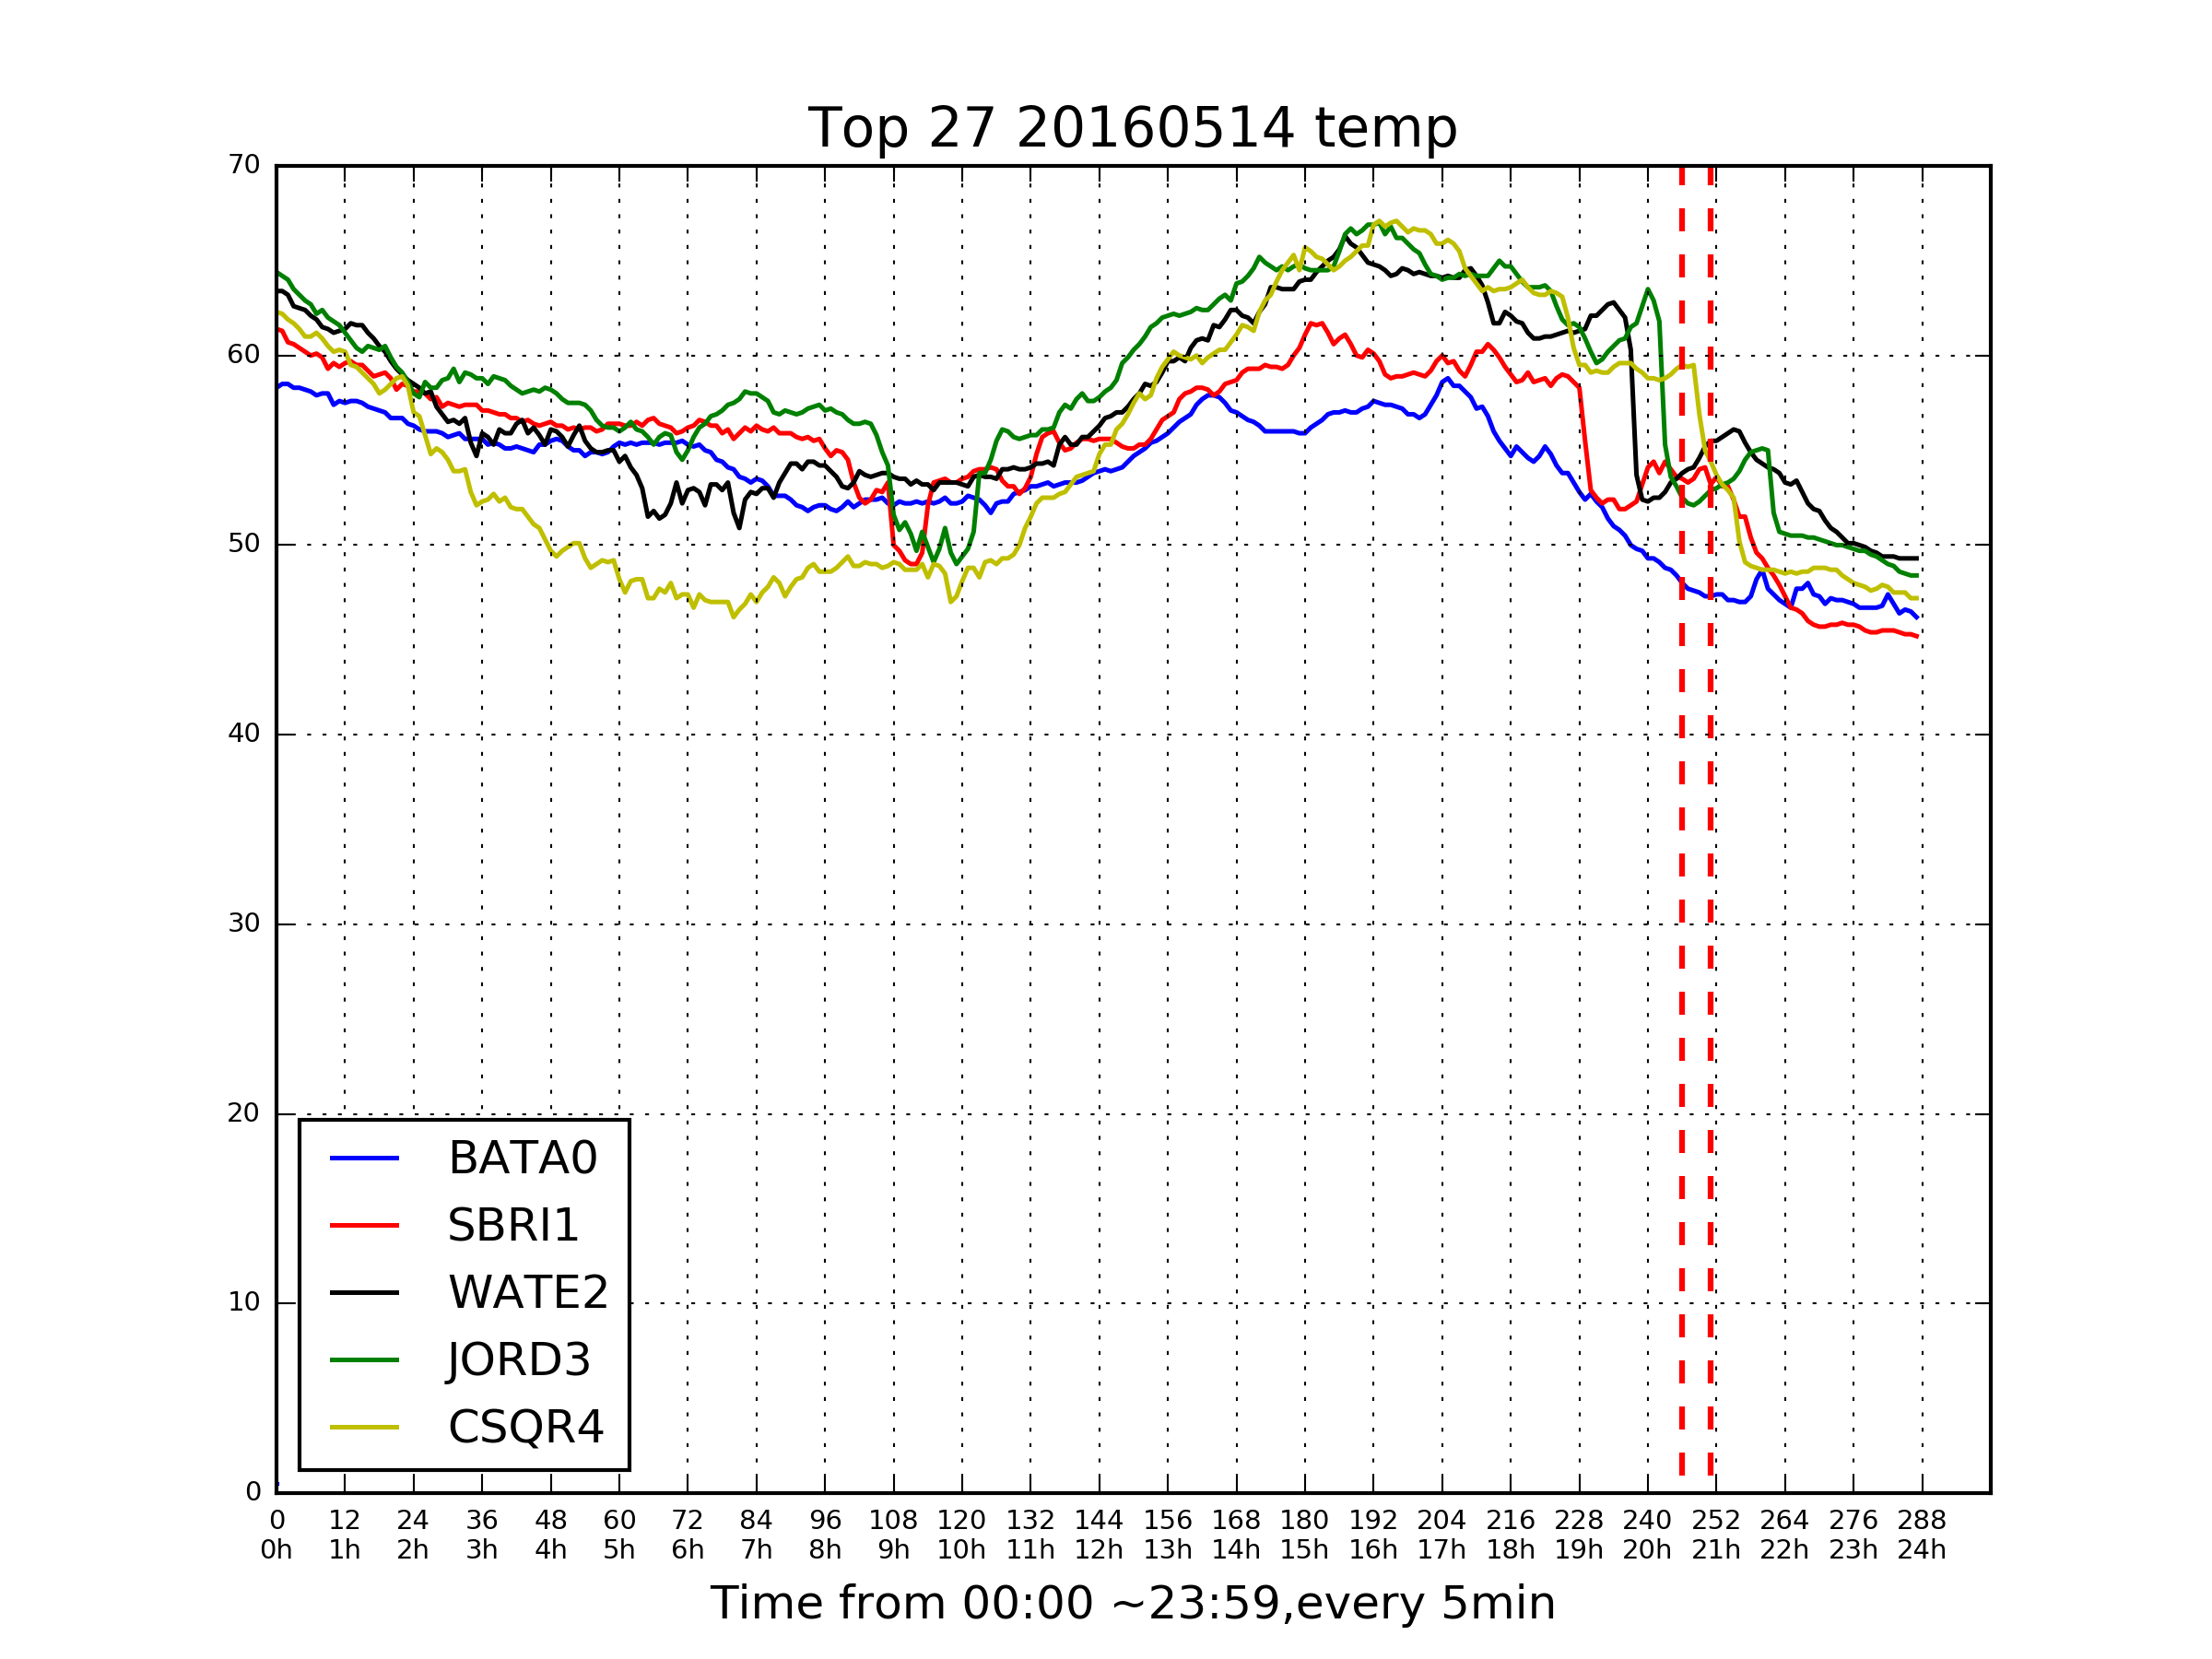 Top 27 20160514 temp
70
60
50
40
30
20
10
0
BATA0
SBRI1
WATE2
JORD3
CSQR4
0 12 24 36 48 60 72 84 96 108 120 132 144 156 168 180 192 204 216 228 240 252 264 276 288
0h 1h 2h 3h 4h 5h 6h 7h 8h 9h 10h 11h 12h 13h 14h 15h 16h 17h 18h 19h 20h 21h 22h 23h 24h
Time from 00:00 ~23:59,every 5min